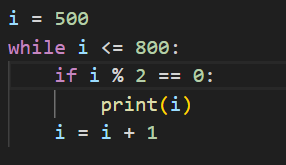 i = 500
while i <= 800:
    if i % 2 == 0:
        print(i)
    i = i + 1